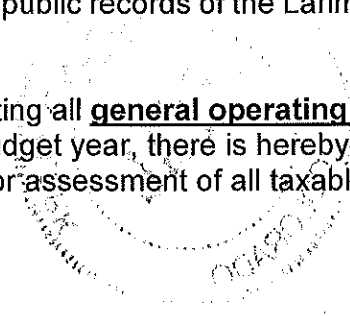 public records of the Larim
ting all general operating
dget year, there is hereby
or assessment of all taxabl